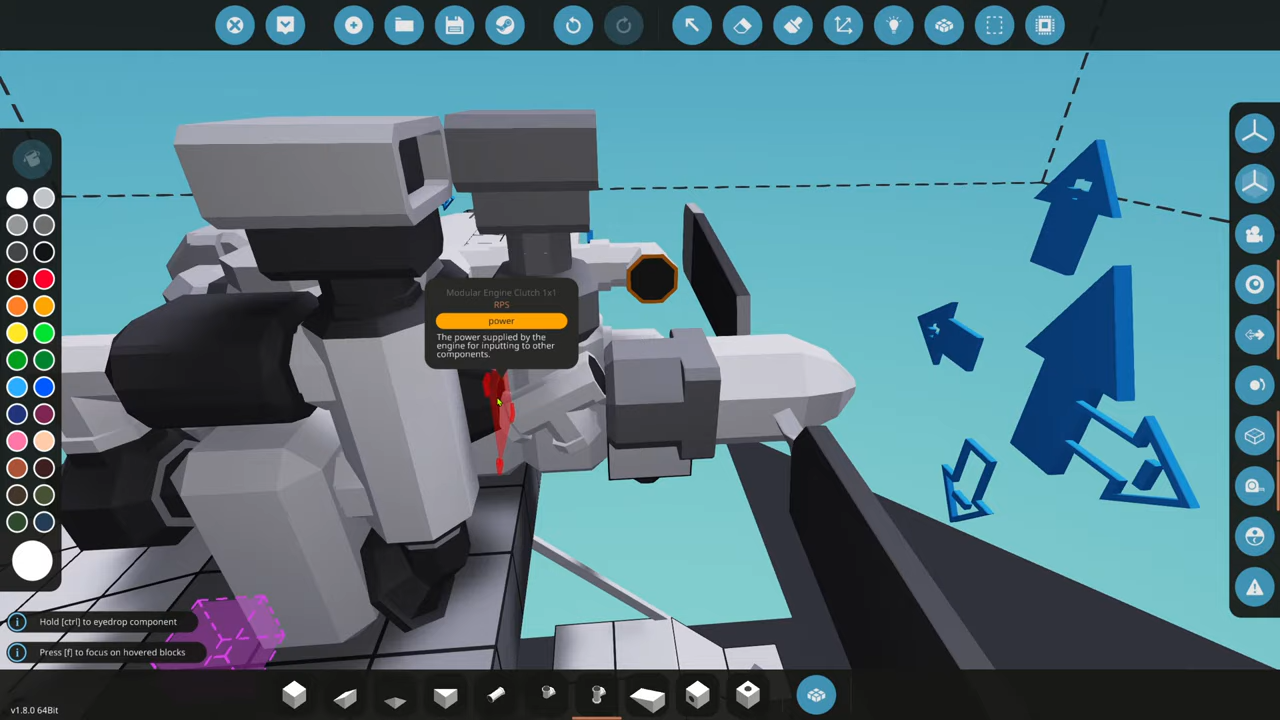 Modular Engine Clutch 1x1
RPS
power
The power supplied by the
engine for inputting to other
components.
Hold [ctrl] to eyedrop component
Press [f] to focus on hovered blocks
v1.8.0 64Bit